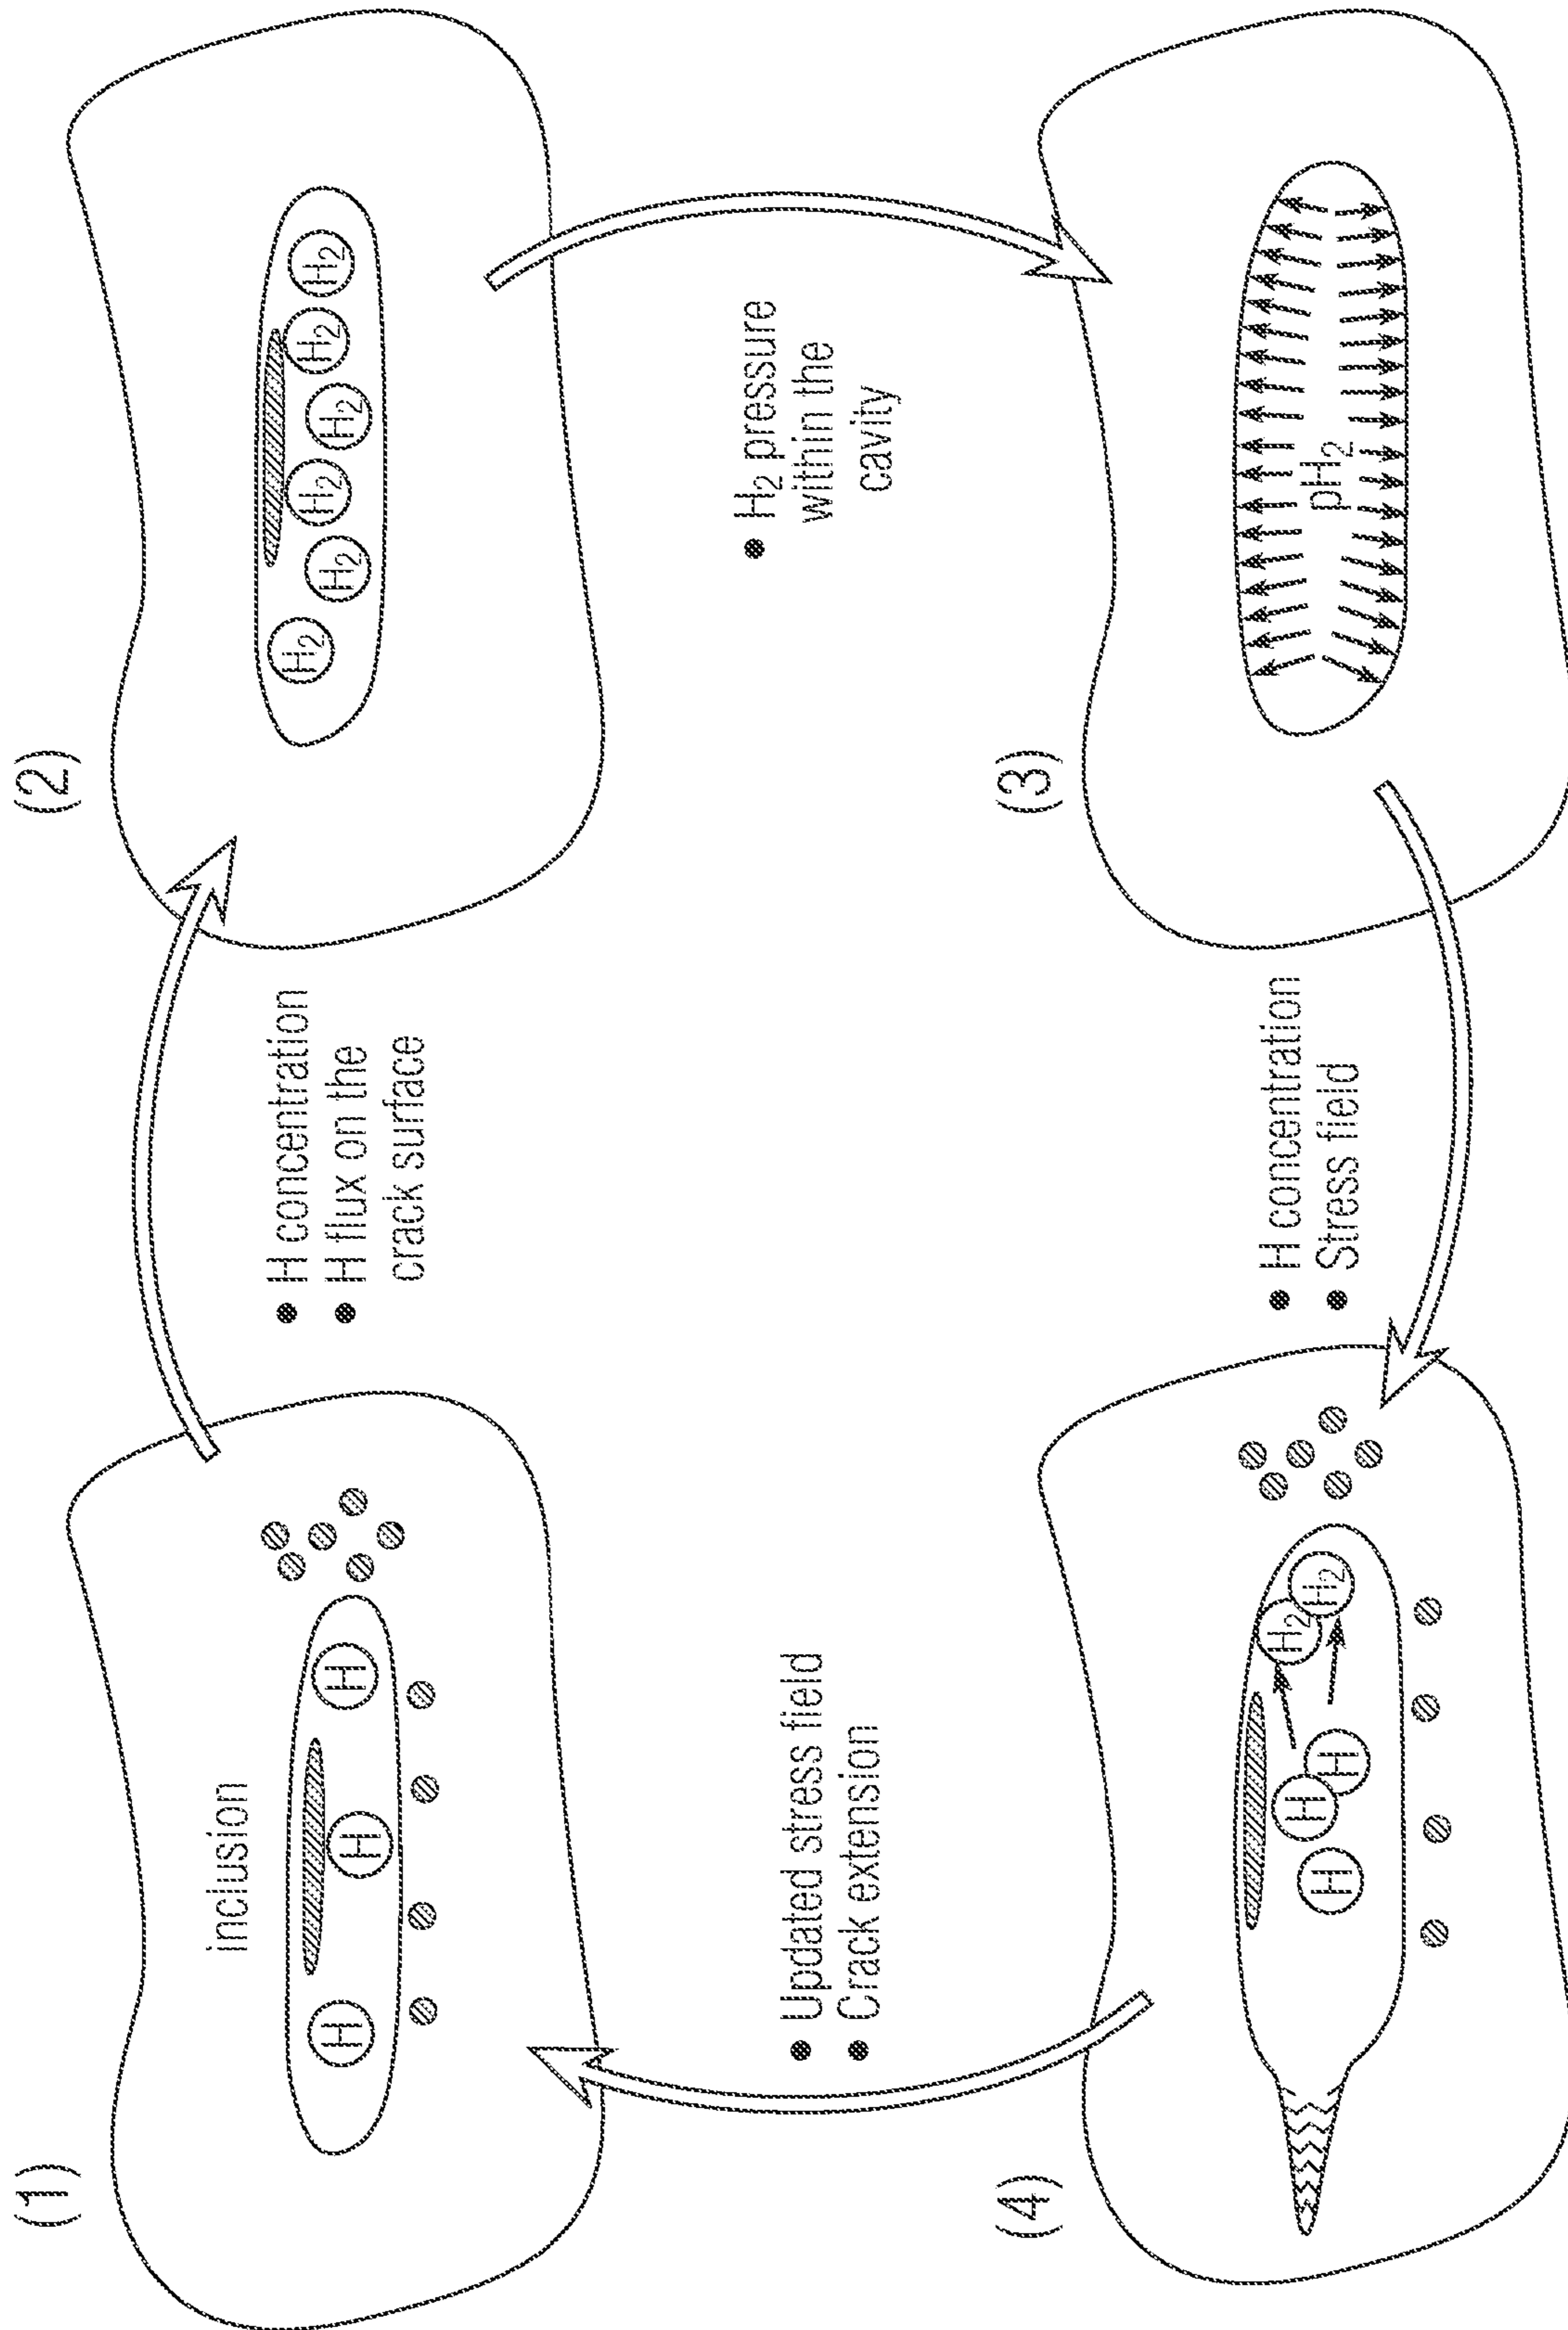 (1)
inclusion
H
H
H
• H concentration
• H flux on the
crack surface
(2)
H₂
H₂
H₂
H₂
H₂
H₂
• H₂ pressure
within the
cavity
(3)
pH₂
• H concentration
• Stress field
(4)
H
H
H
H₂
H₂
• Updated stress field
• Crack extension